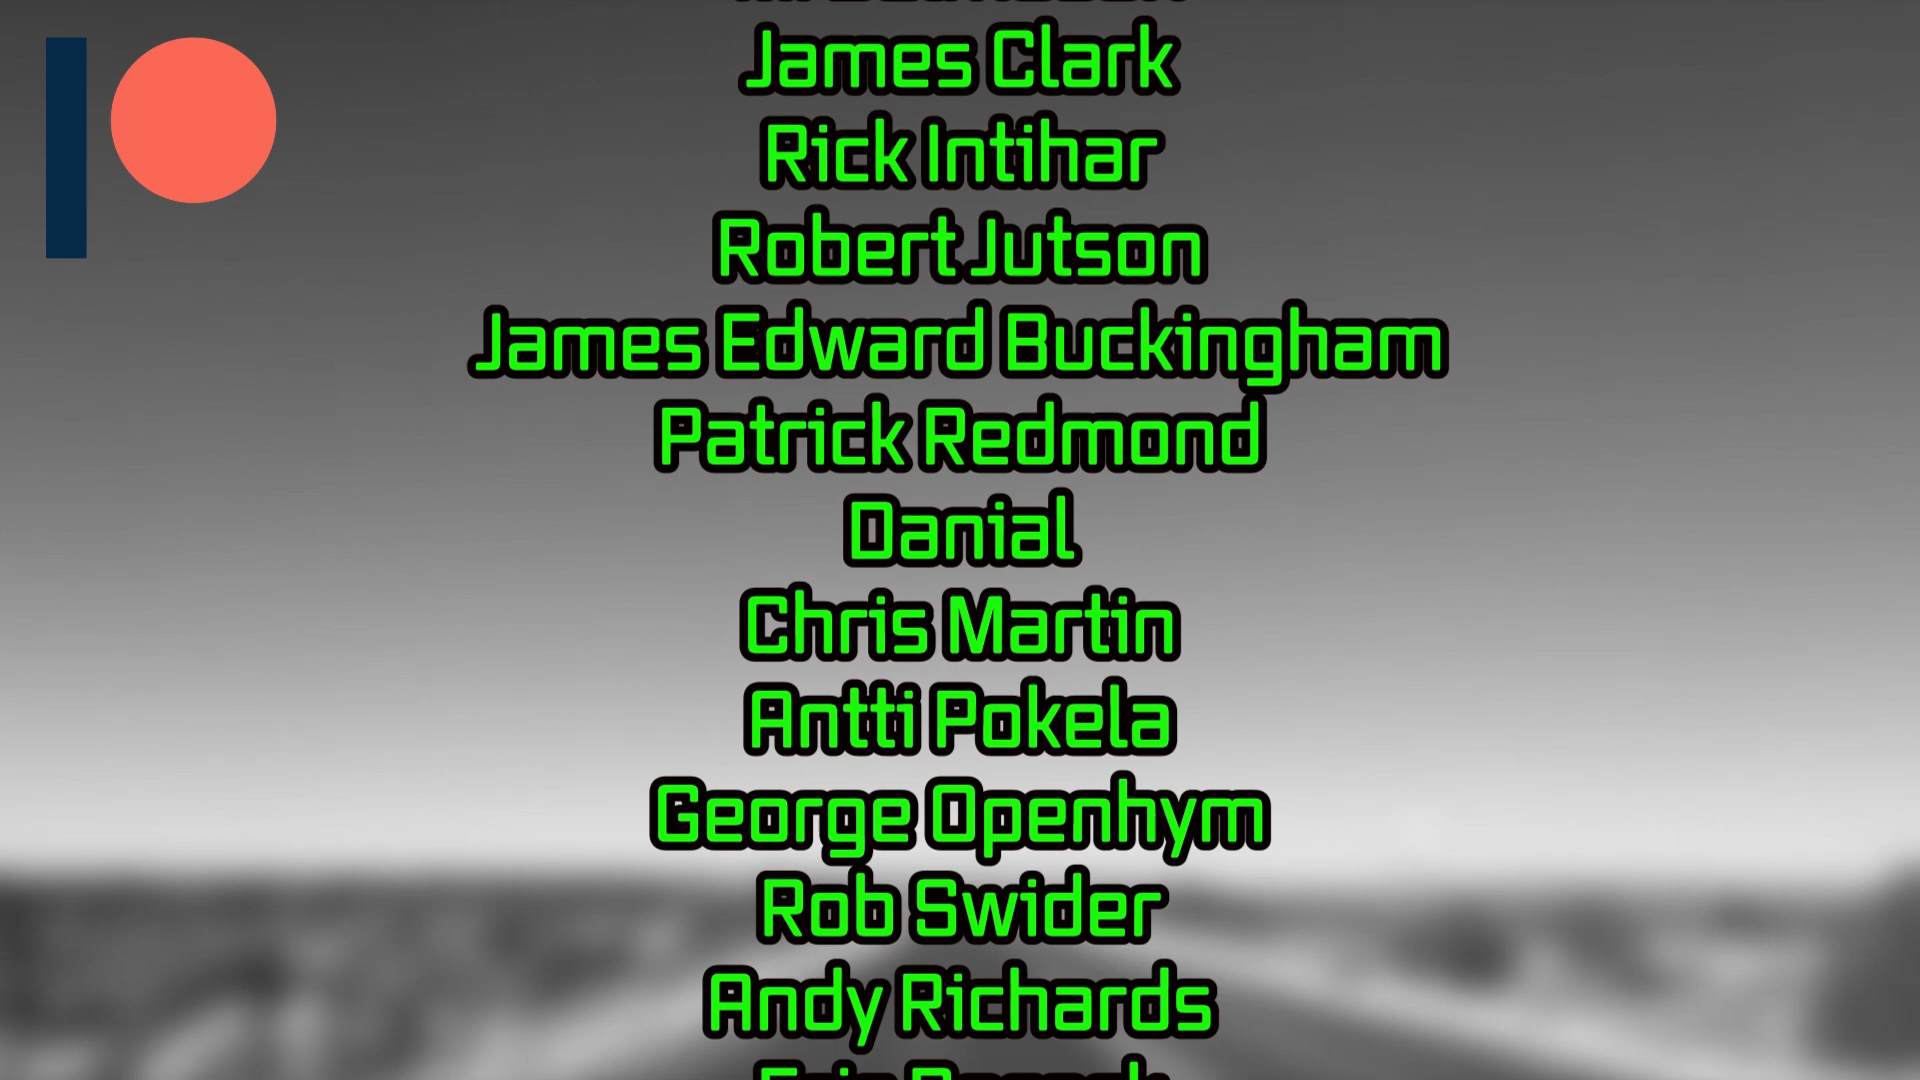 James Clark
Rick Intihar
Robert Jutson
James Edward Buckingham
Patrick Redmond
Danial
Chris Martin
Antti Pokela
George Openhym
Rob Swider
Andy Richards